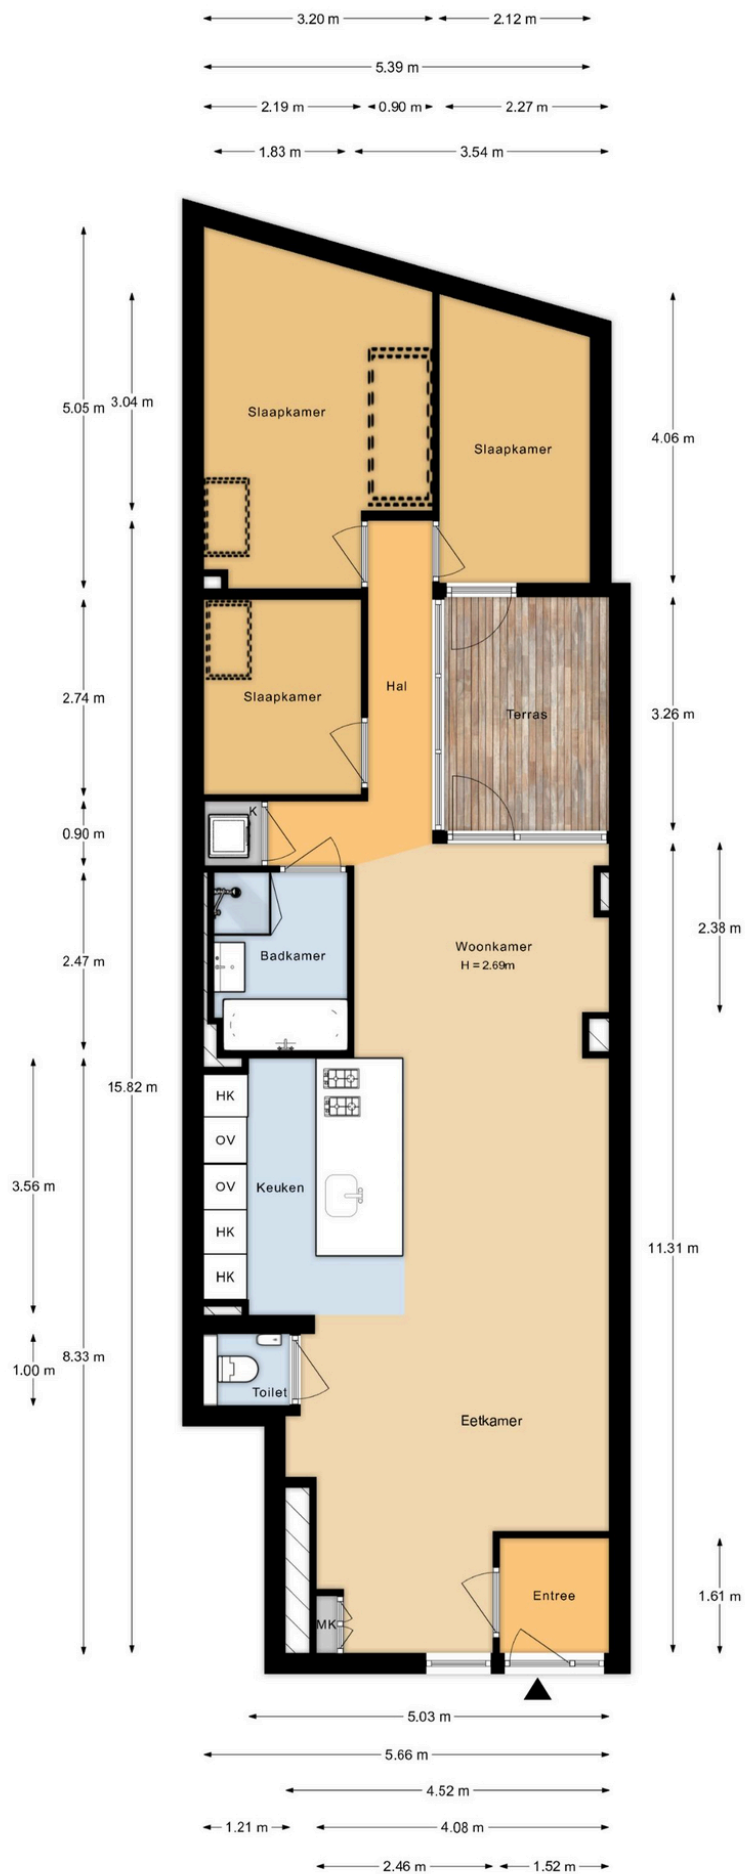 3.20 m 2.12 m
5.39 m
2.19 m 0.90 m 2.27 m
1.83 m 3.54 m
5.05 m 3.04 m
Slaapkamer
Slaapkamer
4.06 m
2.74 m
Slaapkamer
Hal
Terras
3.26 m
0.90 m
K
2.47 m
Badkamer
Woonkamer
H = 2.69m
2.38 m
15.82 m
HK
OV
3.56 m
OV
Keuken
HK
HK
11.31 m
1.00 m
8.33 m
Toilet
Eetkamer
MK
Entree
1.61 m
5.03 m
5.66 m
4.52 m
1.21 m 4.08 m
2.46 m 1.52 m